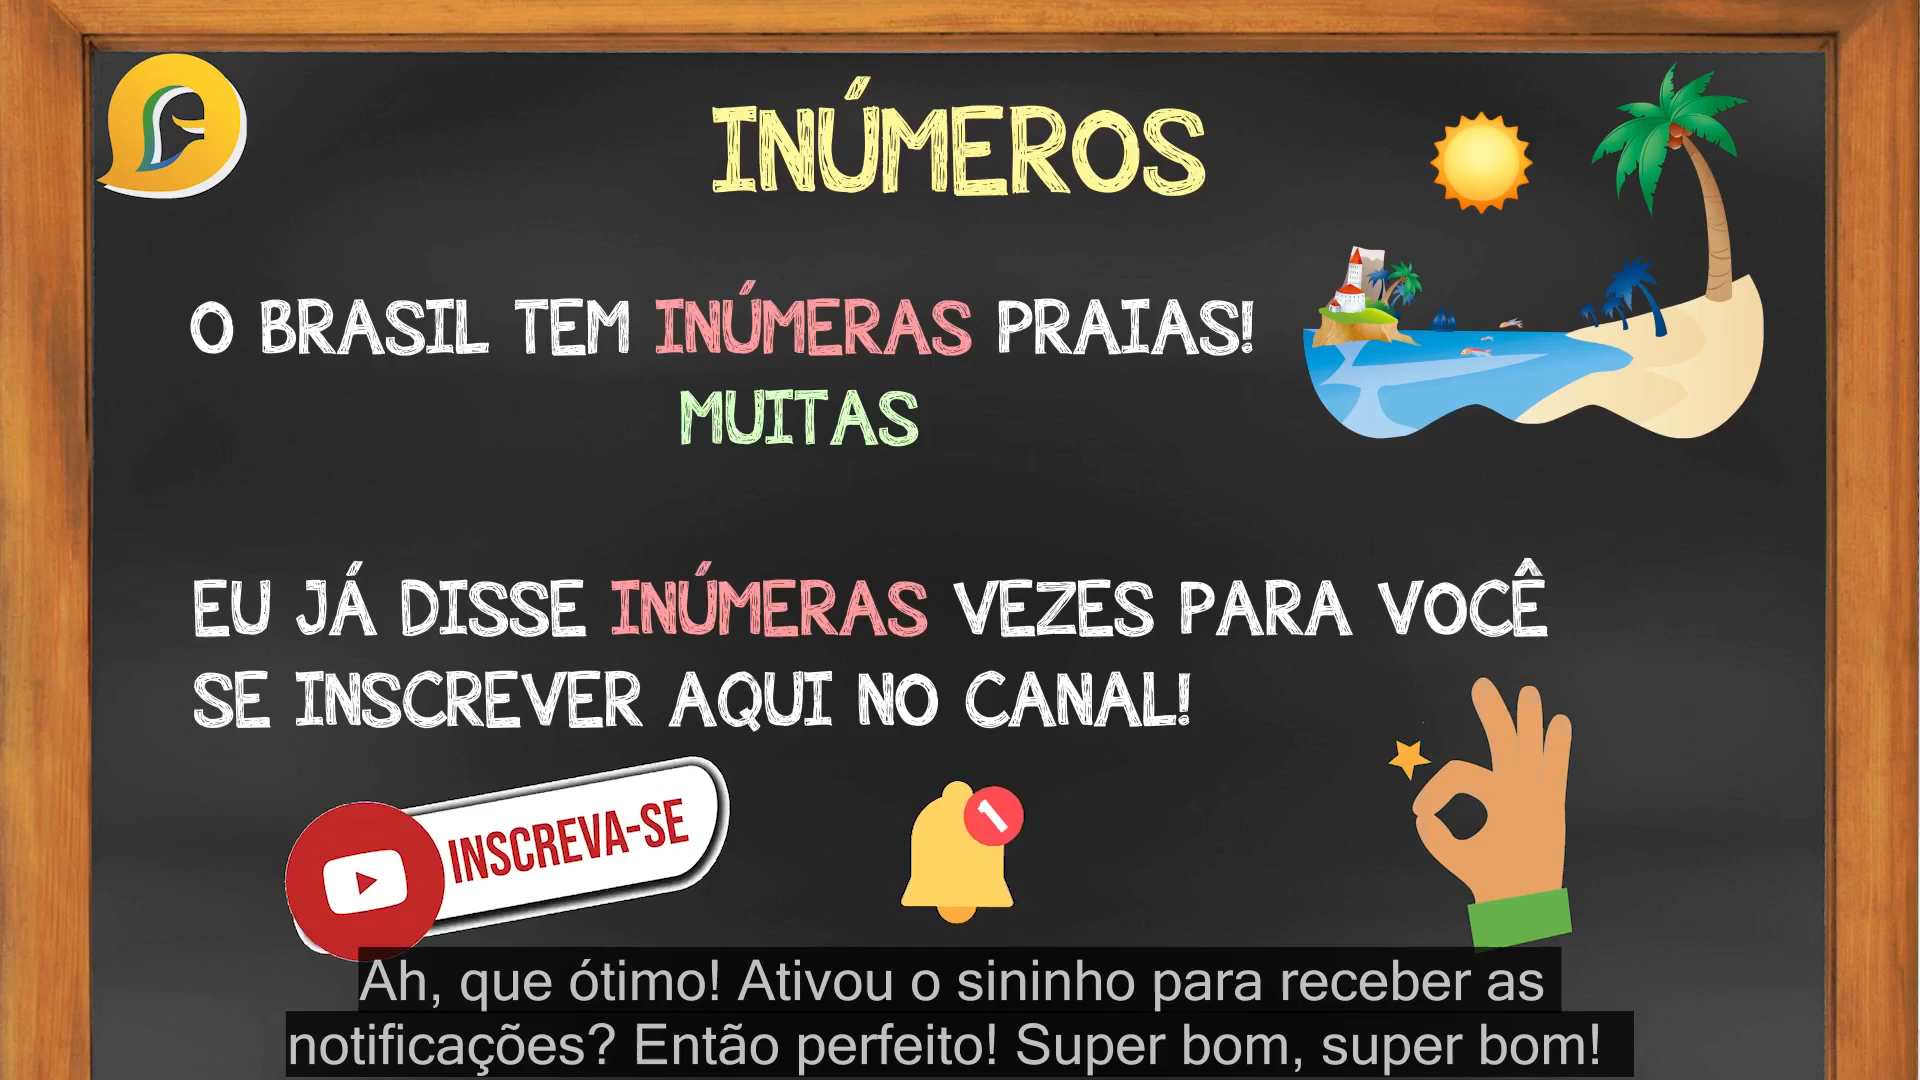 INÚMEROS
O BRASIL TEM INÚMERAS PRAIAS!
MUITAS
EU JÁ DISSE INÚMERAS VEZES PARA VOCÊ
SE INSCREVER AQUI NO CANAL!
INSCREVA-SE
1
Ah, que ótimo! Ativou o sininho para receber as
notificações? Então perfeito! Super bom, super bom!